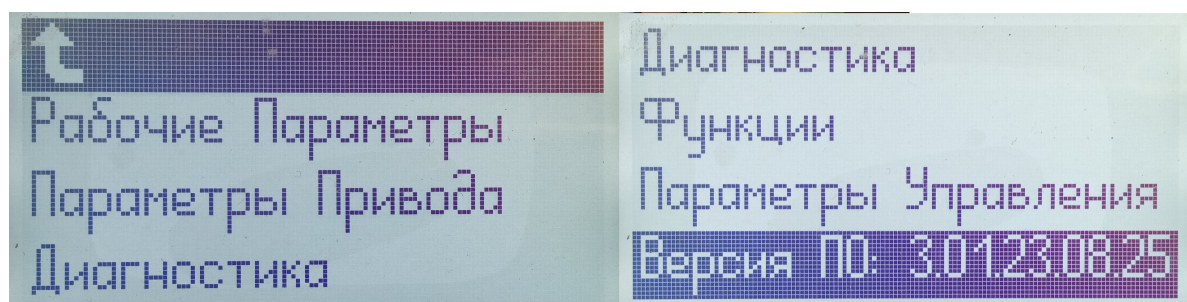 Рабочие Параметры
Параметры Привода
Диагностика
Диагностика
Функции
Параметры Управления
Версия ПО: 3.01.23.08.25